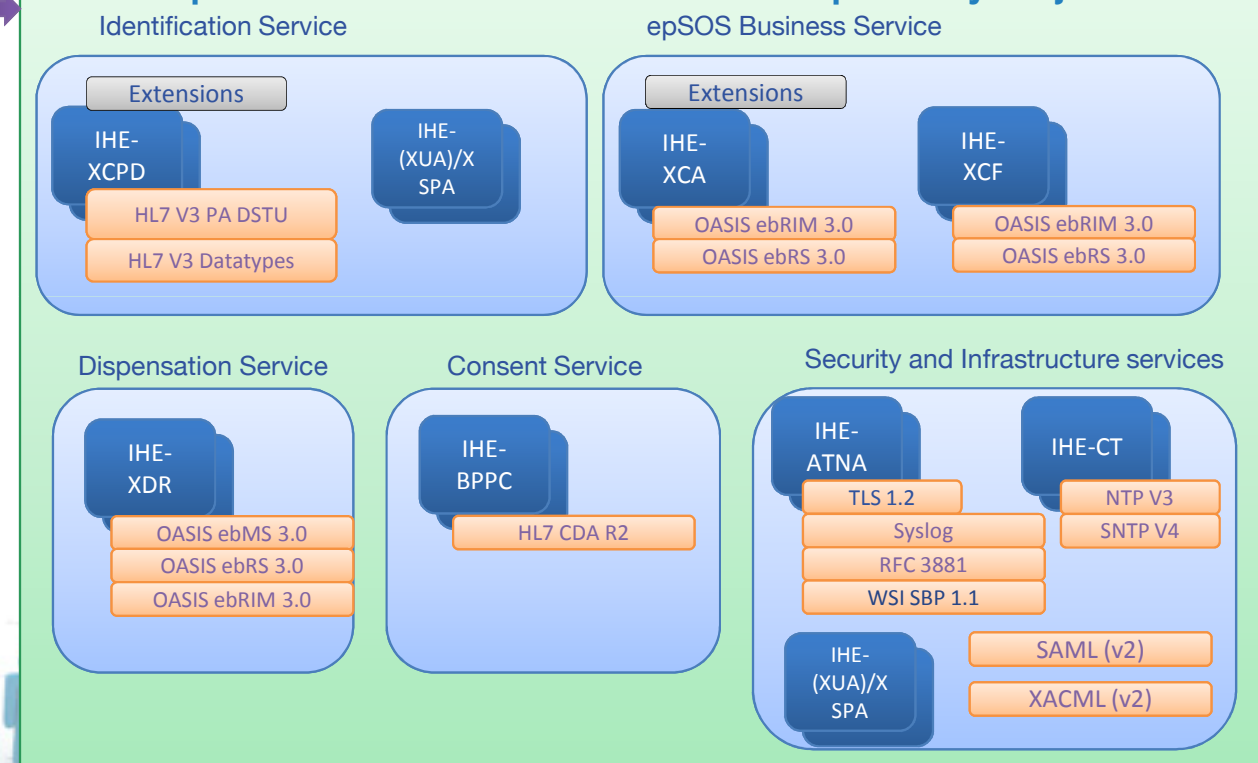 Identification Service
epSOS Business Service
Extensions
IHE-
XCPD
HL7 V3 PA DSTU
HL7 V3 Datatypes
IHE-
(XUA)/X
SPA
Extensions
IHE-
XCA
OASIS ebRIM 3.0
OASIS ebRS 3.0
IHE-
XCF
OASIS ebRIM 3.0
OASIS ebRS 3.0
Dispensation Service
Consent Service
Security and Infrastructure services
IHE-
XDR
OASIS ebMS 3.0
OASIS ebRS 3.0
OASIS ebRIM 3.0
IHE-
BPPC
HL7 CDA R2
IHE-
ATNA
TLS 1.2
Syslog
RFC 3881
WSI SBP 1.1
IHE-CT
NTP V3
SNTP V4
IHE-
(XUA)/X
SPA
SAML (v2)
XACML (v2)